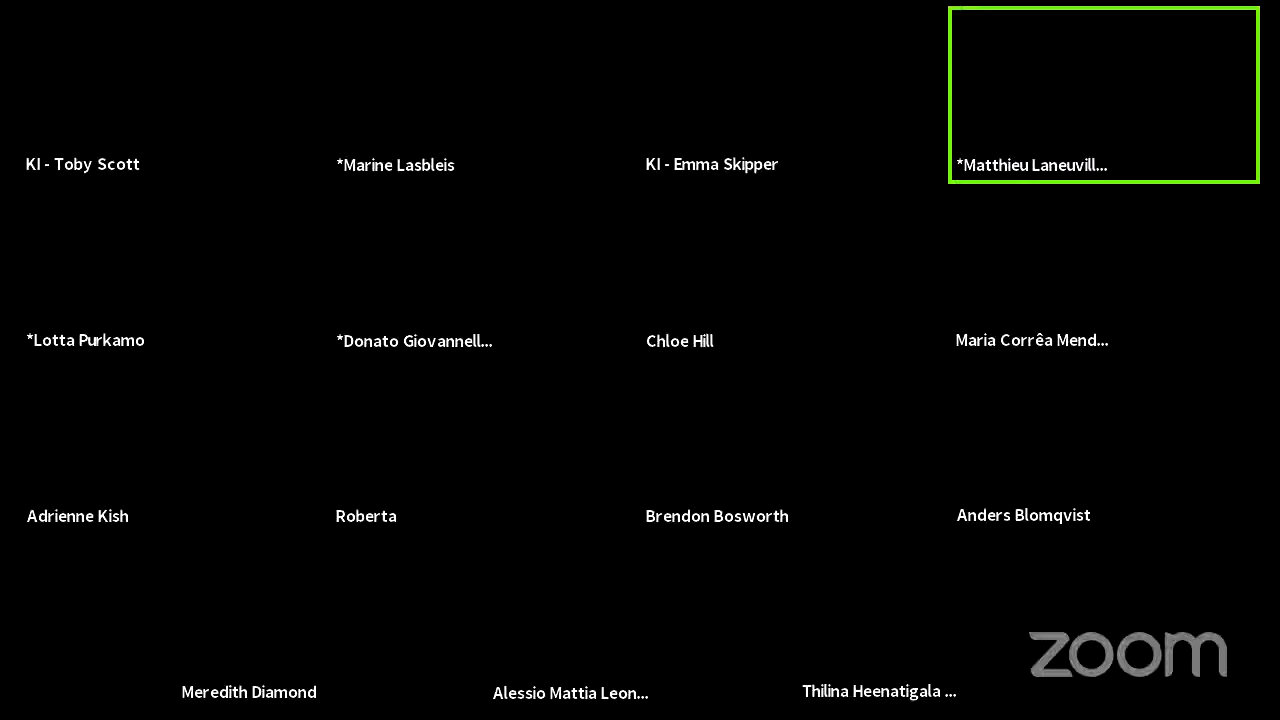 KI - Toby Scott
*Marine Lasbleis
KI - Emma Skipper
*Matthieu Laneuvill...
*Lotta Purkamo
*Donato Giovannell...
Chloe Hill
Maria Corrêa Mend...
Adrienne Kish
Roberta
Brendon Bosworth
Anders Blomqvist
Meredith Diamond
Alessio Mattia Leon...
Thilina Heenatigala ...
zoom